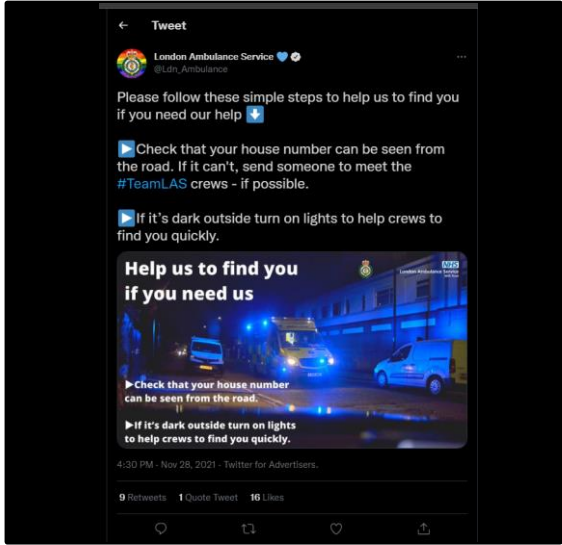 Tweet
London Ambulance Service
@Ldn_Ambulance
Please follow these simple steps to help us to find you
if you need our help
Check that your house number can be seen from
the road. If it can't, send someone to meet the
#TeamLAS crews - if possible.
If it's dark outside turn on lights to help crews to
find you quickly.
Help us to find you
if you need us
NHS
London Ambulance Service
▶Check that your house number
can be seen from the road.
▶If it's dark outside turn on lights
to help crews to find you quickly.
4:30 PM - Nov 28, 2021 - Twitter for Advertisers.
9 Retweets 1 Quote Tweet 16 Likes